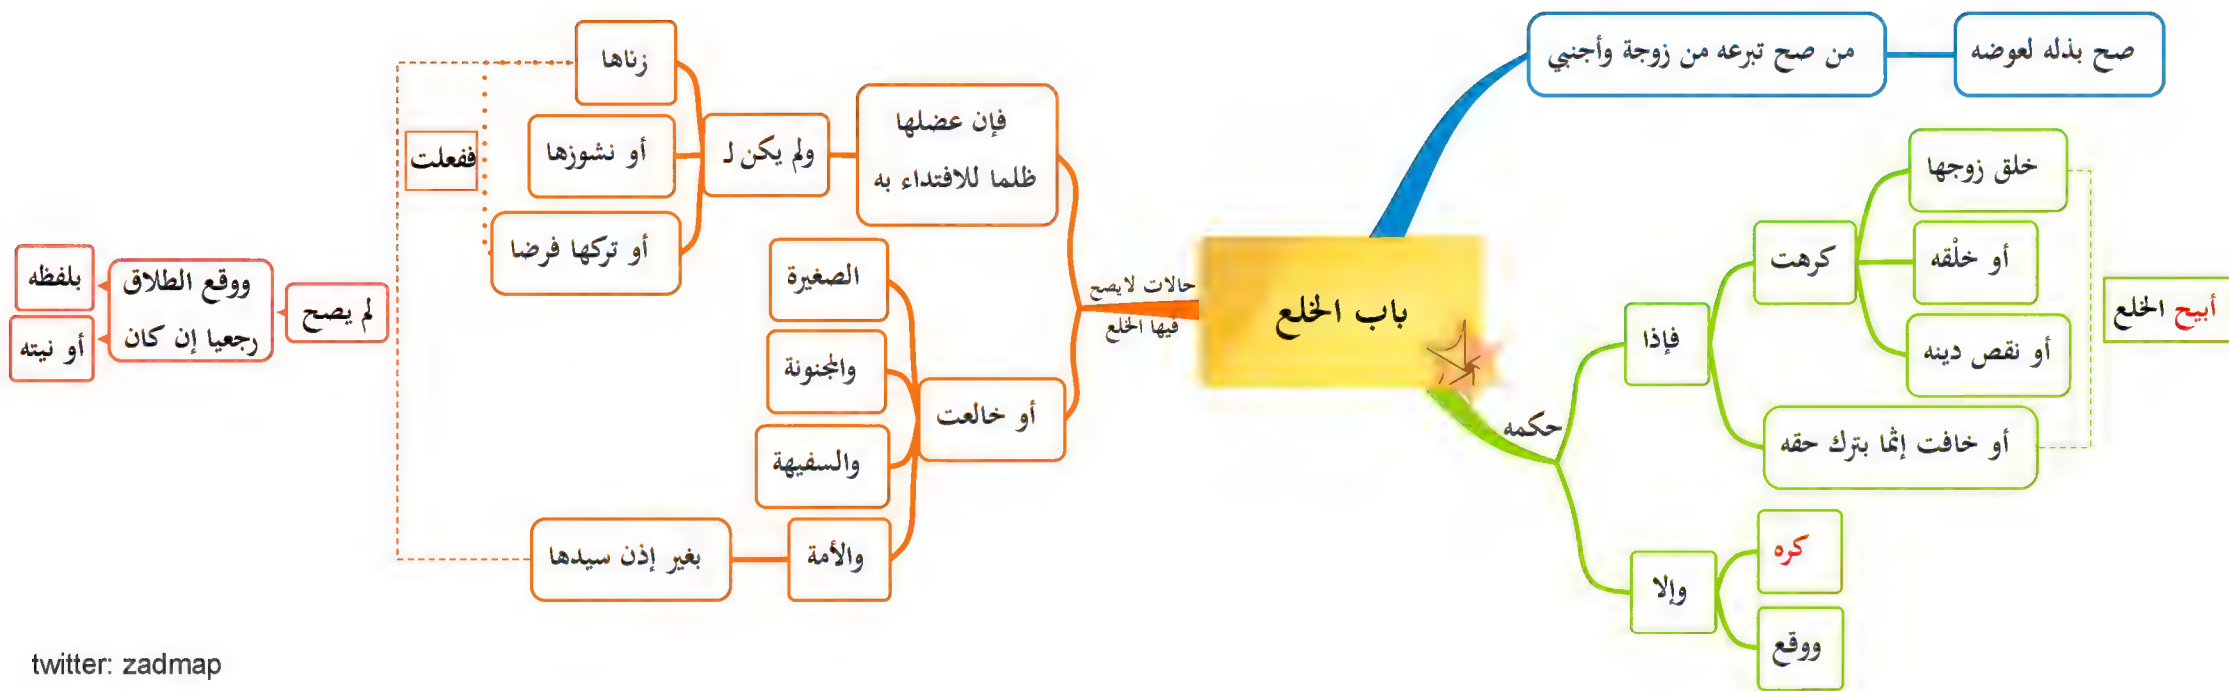 باب الخلع
من صح تبرعه من زوجة وأجنبي
صح بذله لعوضه
حكمه
فإذا
كرهت
خلق زوجها
أو خلْقه
أو نقص دينه
أو خافت إثما بترك حقه
أبيح الخلع
وإلا
كره
ووقع
حالات لايصح
فيها الخلع
فإن عضلها
ظلما للافتداء به
ولم يكن لـ
زناها
أو نشوزها
أو تركها فرضا
ففعلت
أو خالعت
الصغيرة
والمجنونة
والسفيهة
والأمة
بغير إذن سيدها
لم يصح
ووقع الطلاق
رجعيا إن كان
بلفظه
أو نيته
twitter: zadmap